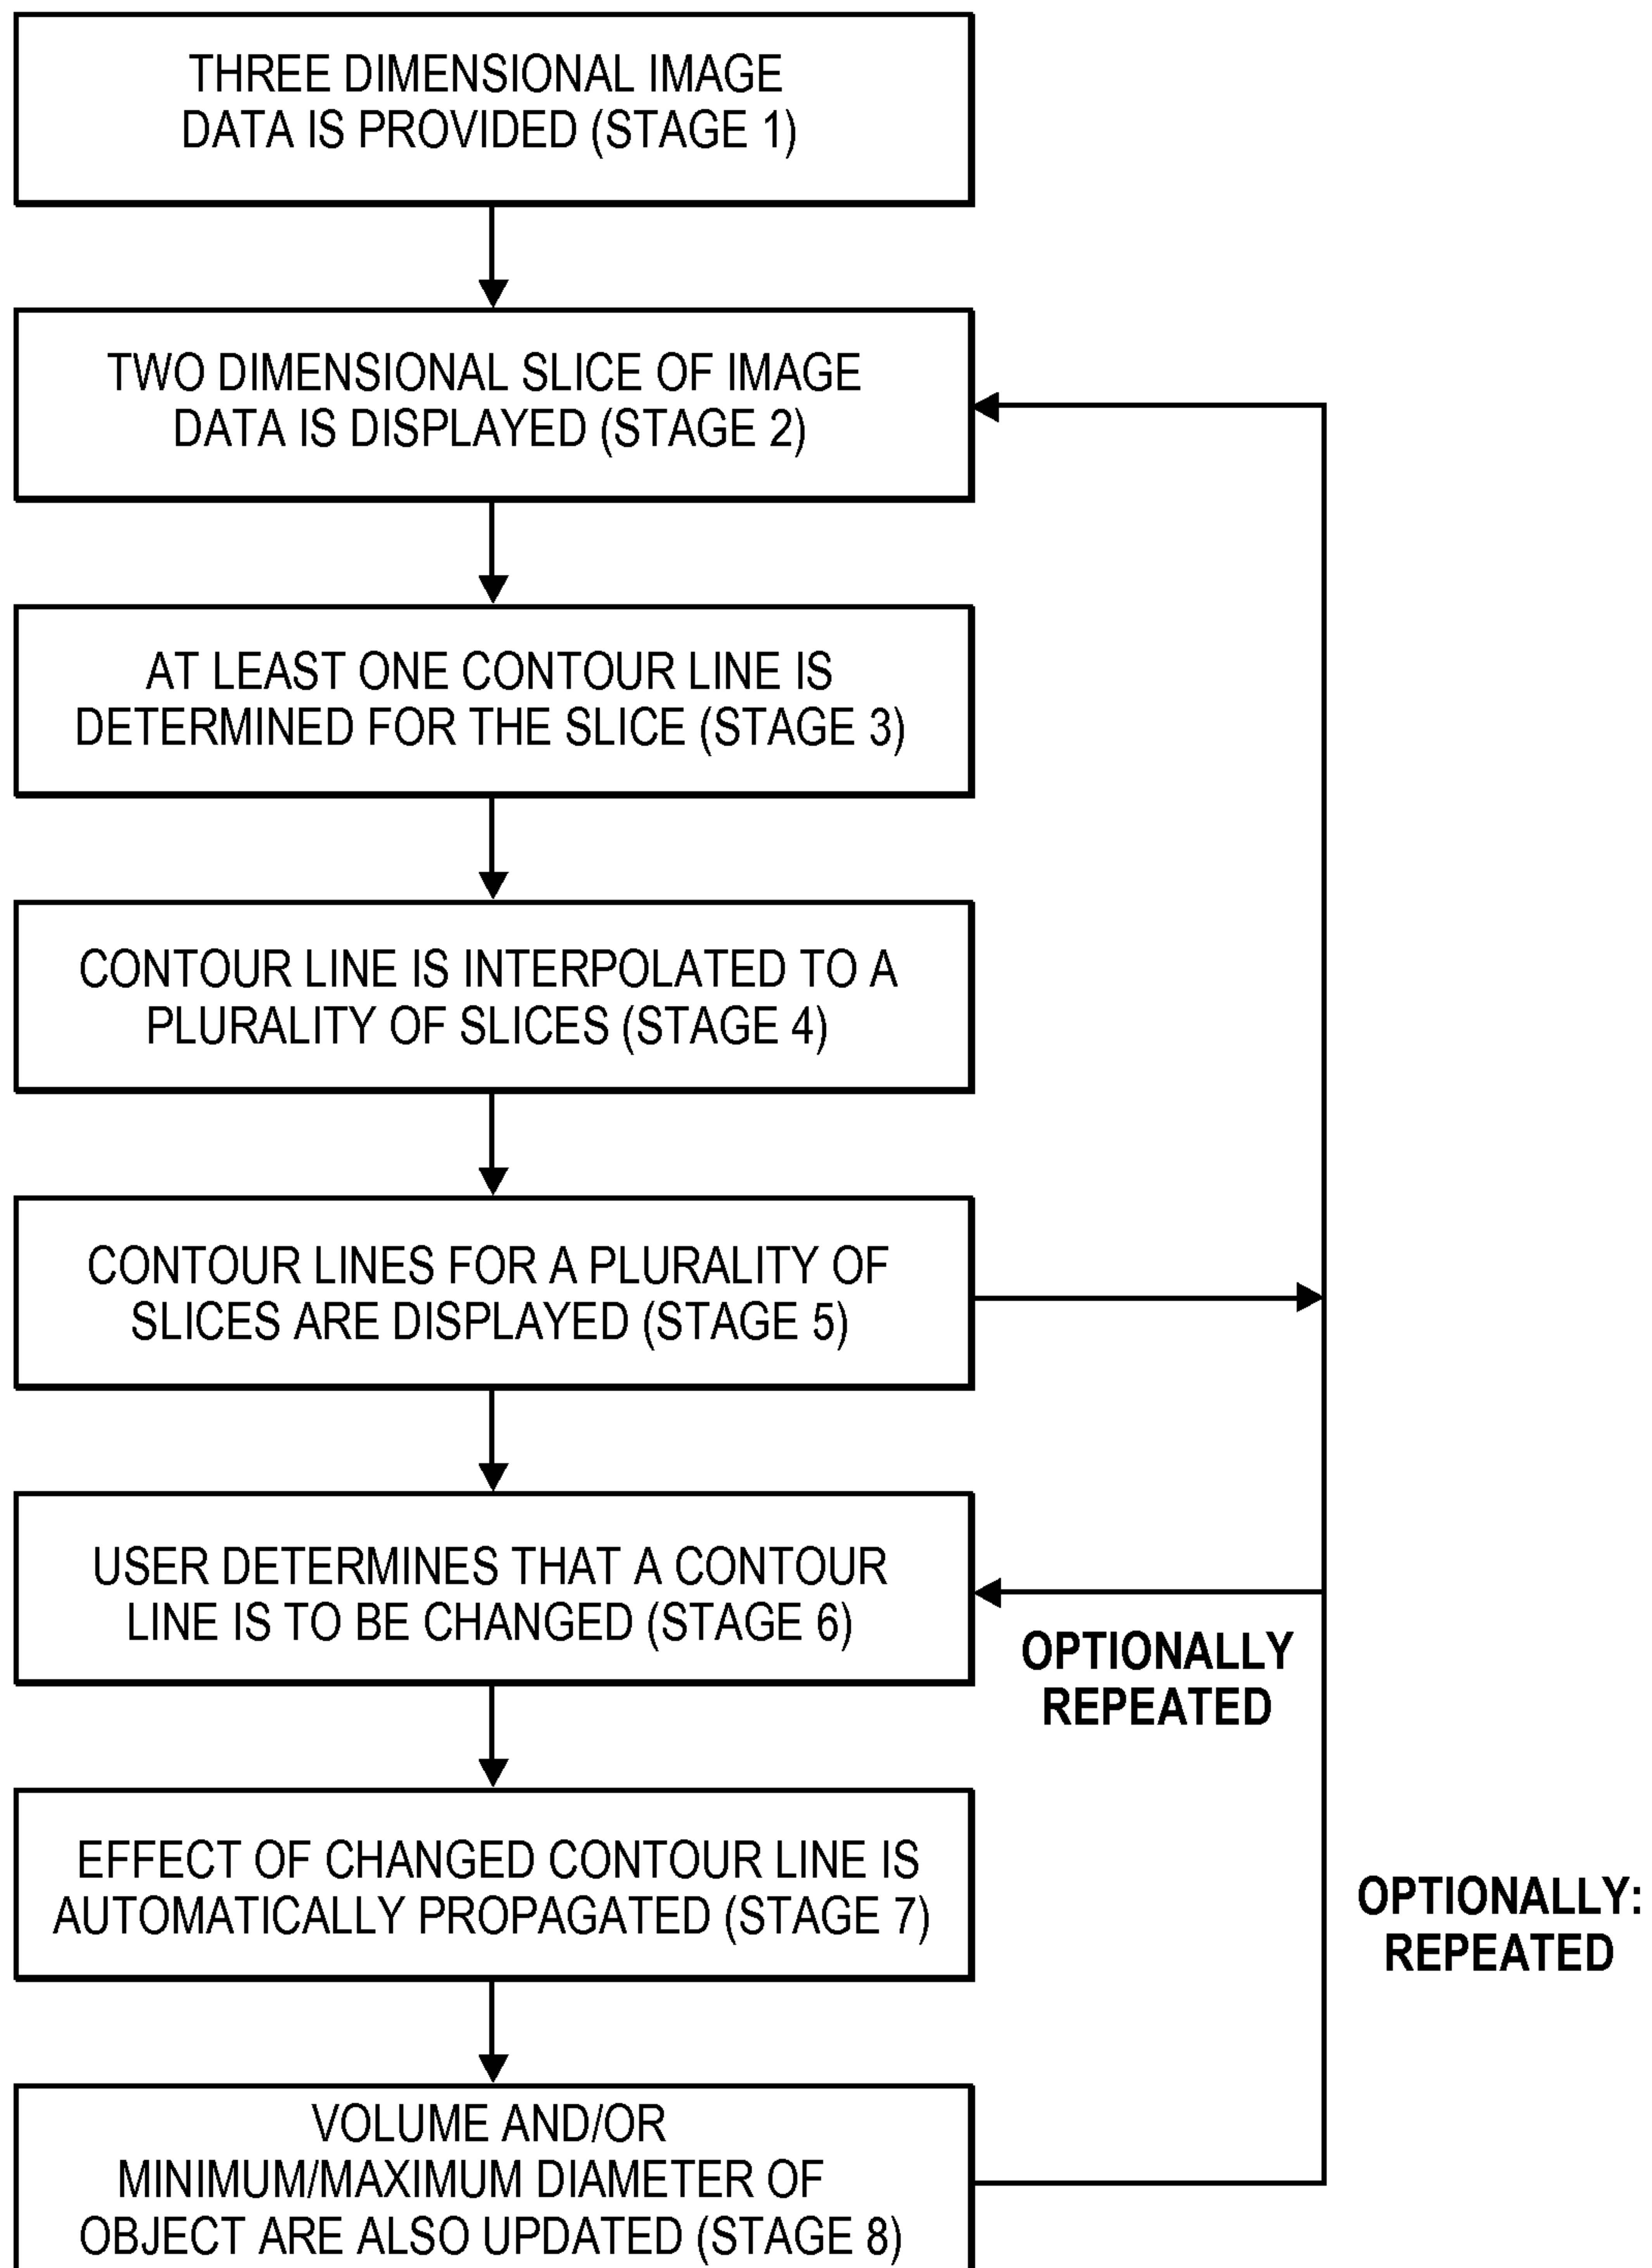 THREE DIMENSIONAL IMAGE
DATA IS PROVIDED (STAGE 1)
TWO DIMENSIONAL SLICE OF IMAGE
DATA IS DISPLAYED (STAGE 2)
AT LEAST ONE CONTOUR LINE IS
DETERMINED FOR THE SLICE (STAGE 3)
CONTOUR LINE IS INTERPOLATED TO A
PLURALITY OF SLICES (STAGE 4)
CONTOUR LINES FOR A PLURALITY OF
SLICES ARE DISPLAYED (STAGE 5)
USER DETERMINES THAT A CONTOUR
LINE IS TO BE CHANGED (STAGE 6)
OPTIONALLY
REPEATED
EFFECT OF CHANGED CONTOUR LINE IS
AUTOMATICALLY PROPAGATED (STAGE 7)
OPTIONALLY:
REPEATED
VOLUME AND/OR
MINIMUM/MAXIMUM DIAMETER OF
OBJECT ARE ALSO UPDATED (STAGE 8)